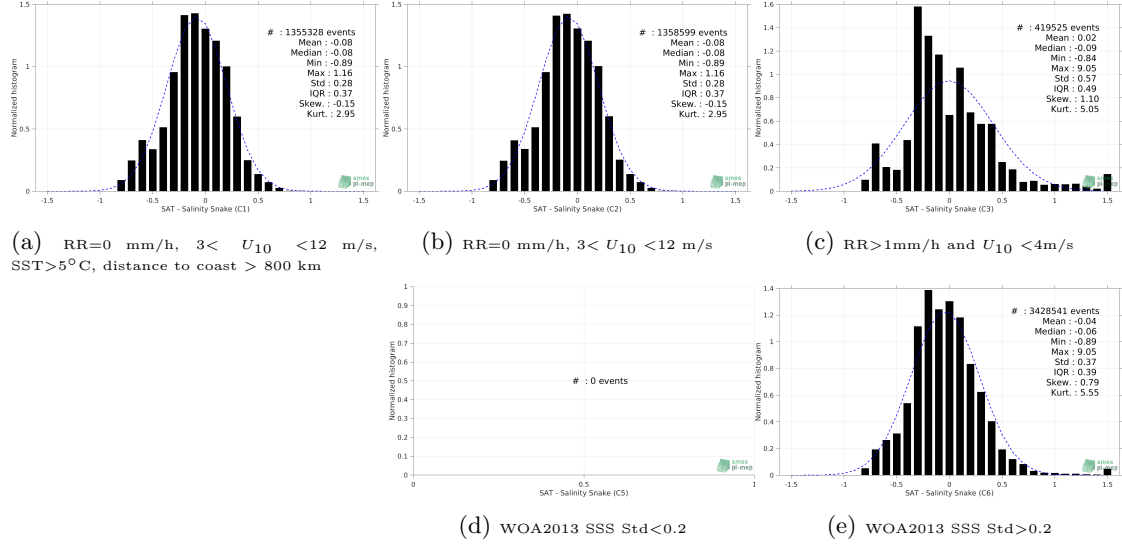 1.5
1
0.5
0
Normalized histogram
# : 1355328 events
Mean : -0.08
Median : -0.08
Min : -0.89
Max : 1.16
Std : 0.28
IQR : 0.37
Skew. : -0.15
Kurt. : 2.95
smos
pi-mep
-1.5 -1 -0.5 0 0.5 1 1.5
SAT - Salinity Snake (C1)
(a) RR=0 mm/h, 3< U10 <12 m/s,
SST>5°C, distance to coast > 800 km
1.5
1
0.5
0
Normalized histogram
# : 1358599 events
Mean : -0.08
Median : -0.08
Min : -0.89
Max : 1.16
Std : 0.28
IQR : 0.37
Skew. : -0.15
Kurt. : 2.95
smos
pi-mep
-1.5 -1 -0.5 0 0.5 1 1.5
SAT - Salinity Snake (C2)
(b) RR=0 mm/h, 3< U10 <12 m/s
1.6
1.4
1.2
1
0.8
0.6
0.4
0.2
0
Normalized histogram
# : 419525 events
Mean : 0.02
Median : -0.09
Min : -0.84
Max : 9.05
Std : 0.57
IQR : 0.49
Skew. : 1.10
Kurt. : 5.05
smos
pi-mep
-1.5 -1 -0.5 0 0.5 1 1.5
SAT - Salinity Snake (C3)
(c) RR>1mm/h and U10 <4m/s
1
0.9
0.8
0.7
0.6
0.5
0.4
0.3
0.2
0.1
0
Normalized histogram
# : 0 events
smos
pi-mep
0 0.5 1
SAT - Salinity Snake (C5)
(d) WOA2013 SSS Std<0.2
1.4
1.2
1
0.8
0.6
0.4
0.2
0
Normalized histogram
# : 3428541 events
Mean : -0.04
Median : -0.06
Min : -0.89
Max : 9.05
Std : 0.37
IQR : 0.39
Skew. : 0.79
Kurt. : 5.55
smos
pi-mep
-1.5 -1 -0.5 0 0.5 1 1.5
SAT - Salinity Snake (C6)
(e) WOA2013 SSS Std>0.2